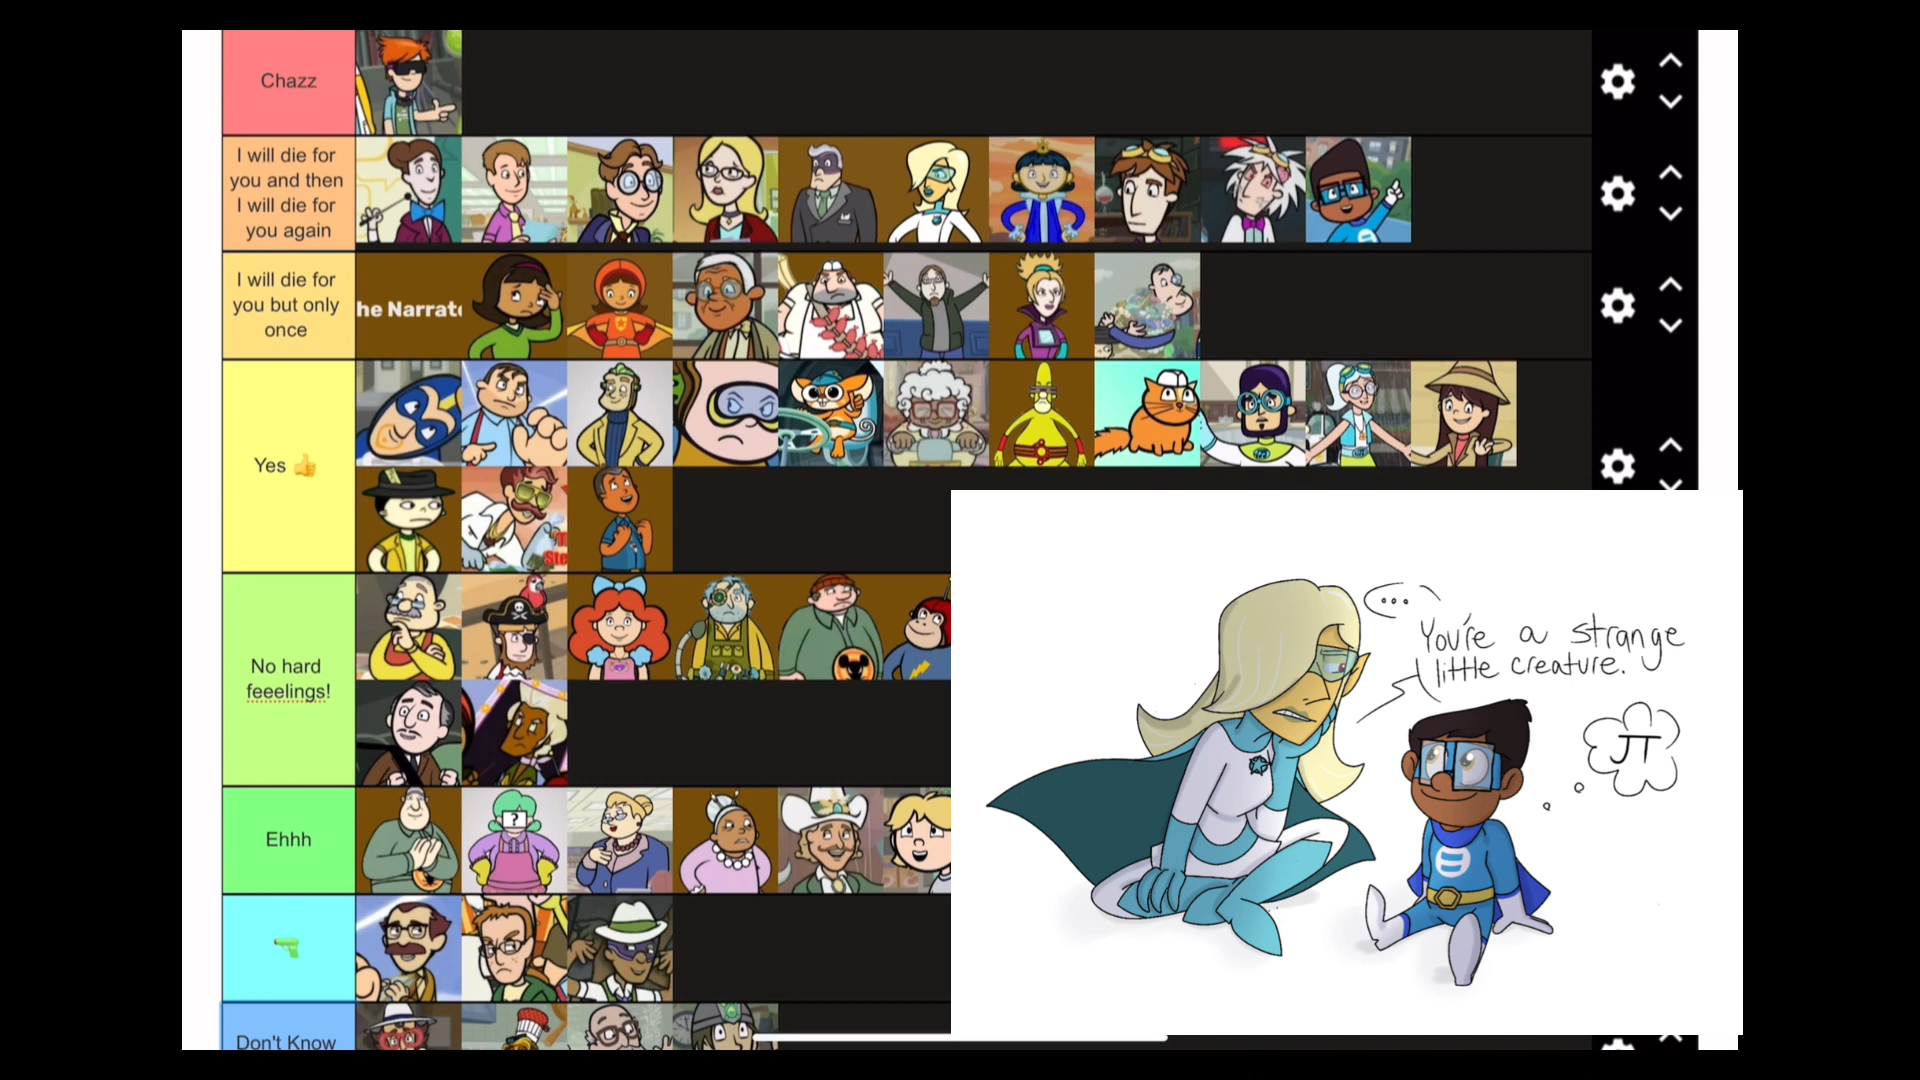 Chazz
I will die for
you and then
I will die for
you again
I will die for
you but only
once
he Narrat
Yes 👍
?
No hard
feeelings!
Ehhh
Don't Know
...
You're a strange
little creature.
π